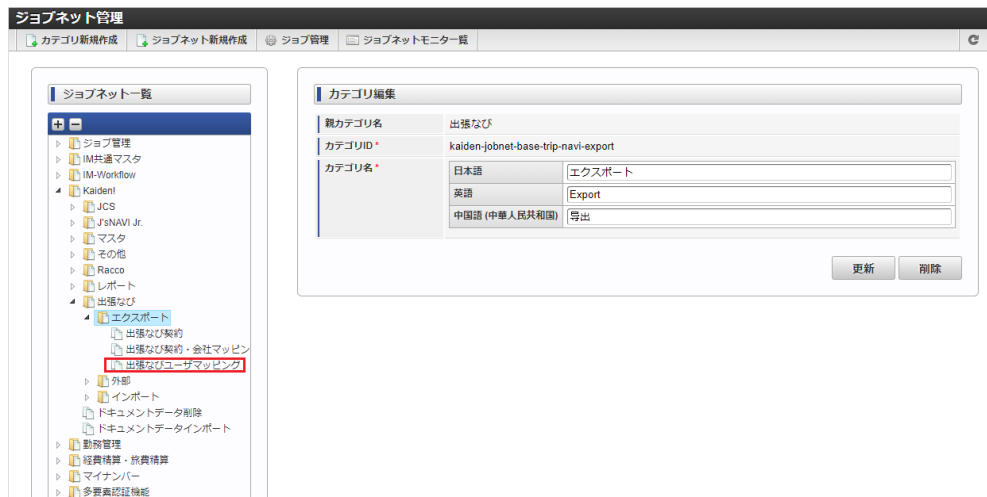 ジョブネット管理
カテゴリ新規作成 ジョブネット新規作成 ジョブ管理 ジョブネットモニター覧
ジョブネット一覧
ジョブ管理
IM共通マスタ
IM-Workflow
Kaiden!
JCS
J'sNAVI Jr.
マスタ
その他
Racco
レポート
出張なび
エクスポート
出張なび契約
出張なび契約・会社マッピン
出張なびユーザマッピング
外部
インポート
ドキュメントデータ削除
ドキュメントデータインポート
勤務管理
経費精算・旅費精算
マイナンバー
多要素認証機能
カテゴリ編集
親カテゴリ名 出張なび
カテゴリID* kaiden-jobnet-base-trip-navi-export
カテゴリ名*
日本語 エクスポート
英語 Export
中国語 (中華人民共和国) 导出
更新 削除